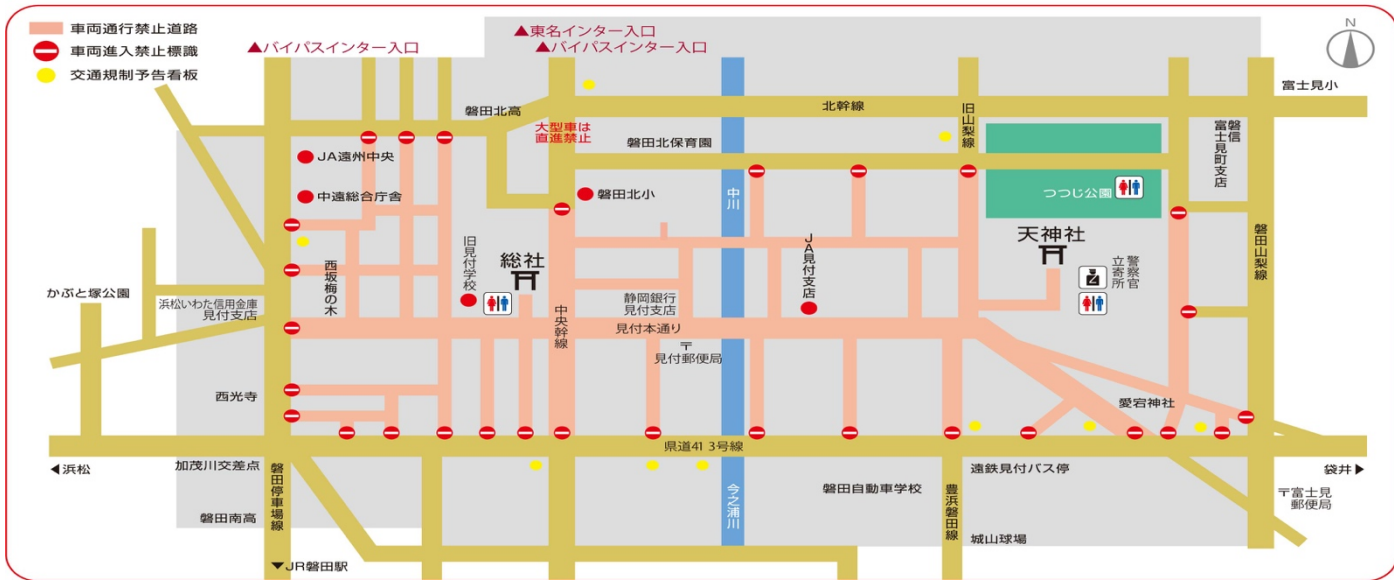 車両通行禁止道路
車両進入禁止標識
交通規制予告看板
▲バイパスインター入口
▲東名インター入口
▲バイパスインター入口
N
富士見小
磐田北高
北幹線
旧山梨線
大型車は
直進禁止
磐田北保育園
磐信
富士見町支店
JA遠州中央
中遠総合庁舎
磐田北小
中川
つつじ公園
天神社
警察官
立寄所
磐田山梨線
JA見付支店
総社
旧見付学校
西坂梅の木
かぶと塚公園
浜松いわた信用金庫
見付支店
静岡銀行
見付支店
中央幹線
見付本通り
〒
見付郵便局
西光寺
愛宕神社
県道41 3号線
◀浜松
加茂川交差点
遠鉄見付バス停
袋井▶
磐田停車場線
今之浦川
磐田自動車学校
豊浜磐田線
〒富士見
郵便局
磐田南高
城山球場
▼JR磐田駅